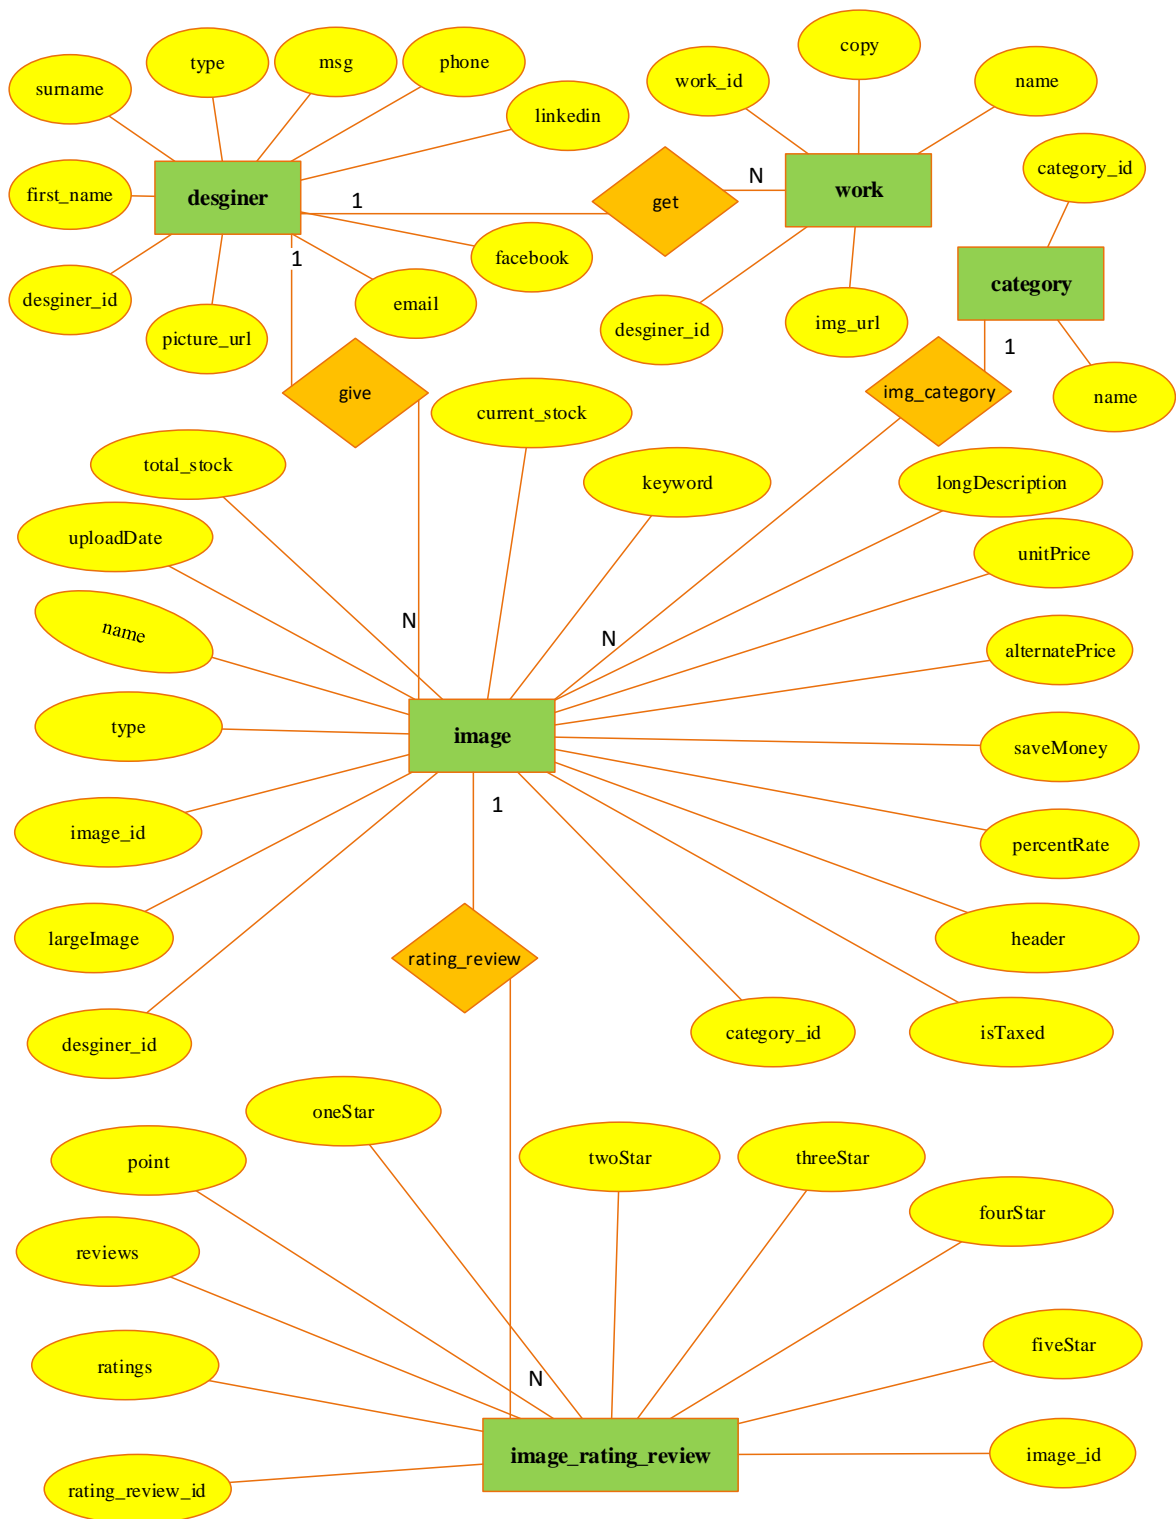 copy
type
msg
phone
work_id
name
surname
linkedin
category_id
desginer
work
first_name
1
get
N
facebook
1
category
desginer_id
email
picture_url
desginer_id
img_url
1
give
img_category
name
current_stock
total_stock
keyword
longDescription
uploadDate
unitPrice
name
N
N
alternatePrice
type
image
saveMoney
1
image_id
percentRate
largeImage
header
rating_review
desginer_id
category_id
isTaxed
oneStar
point
twoStar
threeStar
fourStar
reviews
fiveStar
ratings
N
image_rating_review
image_id
rating_review_id